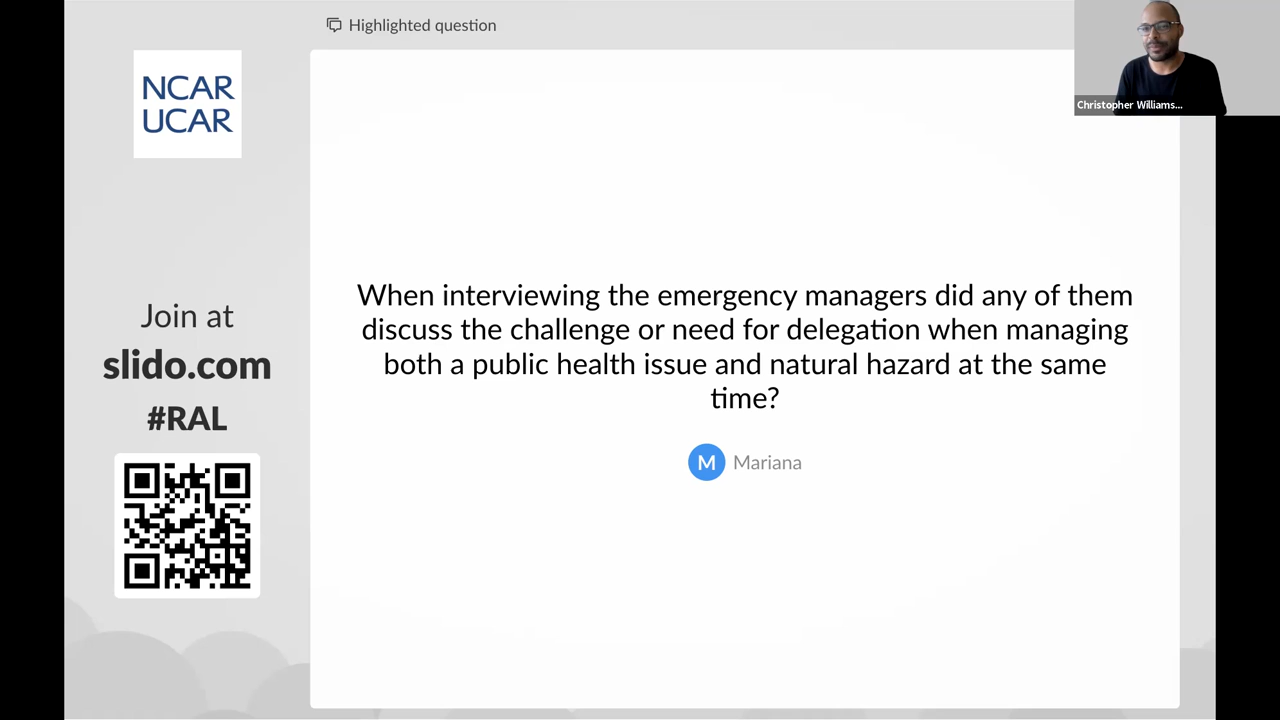 Highlighted question
NCAR
UCAR
Christopher Williams...
Join at
slido.com
#RAL
When interviewing the emergency managers did any of them
discuss the challenge or need for delegation when managing
both a public health issue and natural hazard at the same
time?
M Mariana